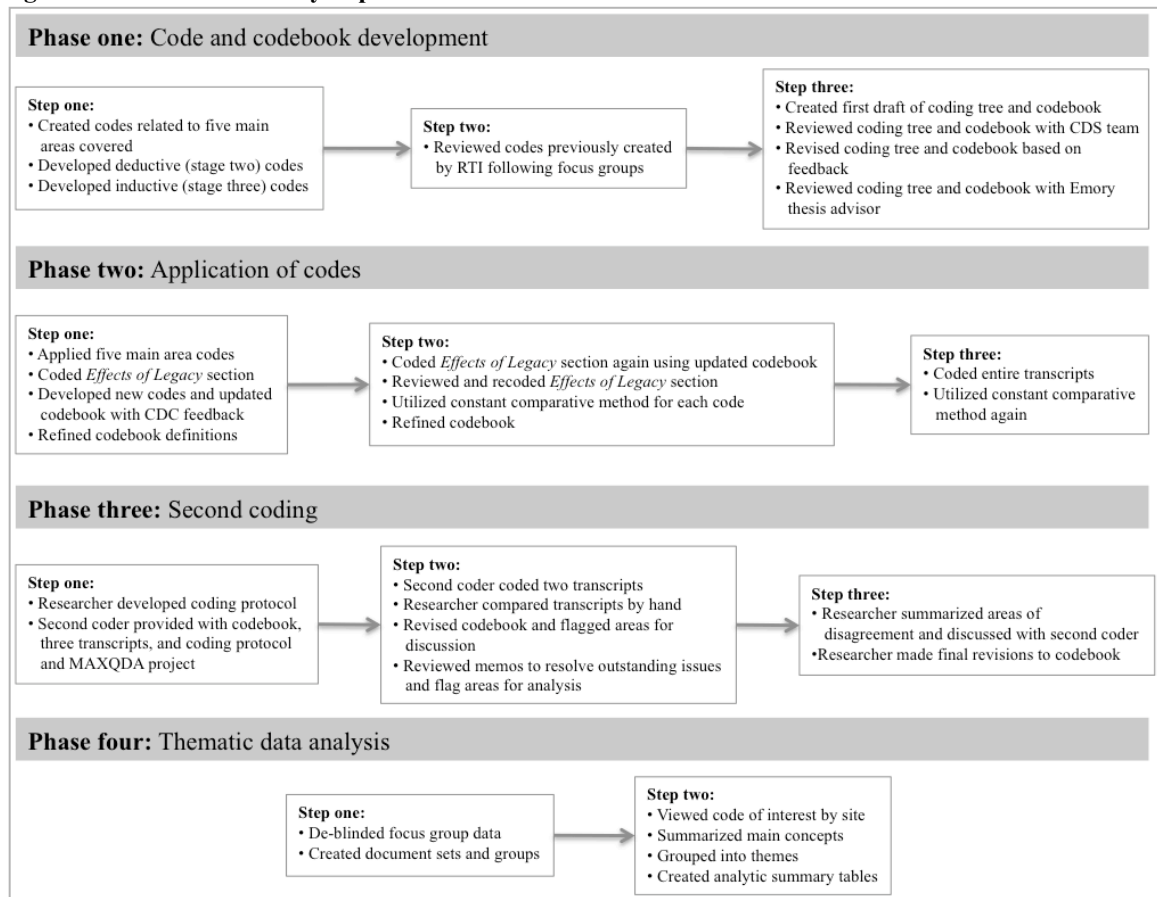 Phase one: Code and codebook development
Step one:
• Created codes related to five main
areas covered
• Developed deductive (stage two) codes
• Developed inductive (stage three) codes
Step two:
• Reviewed codes previously created
by RTI following focus groups
Step three:
• Created first draft of coding tree and codebook
• Reviewed coding tree and codebook with CDS team
• Revised coding tree and codebook based on
feedback
• Reviewed coding tree and codebook with Emory
thesis advisor
Phase two: Application of codes
Step one:
• Applied five main area codes
• Coded Effects of Legacy section
• Developed new codes and updated
codebook with CDC feedback
• Refined codebook definitions
Step two:
• Coded Effects of Legacy section again using updated codebook
• Reviewed and recoded Effects of Legacy section
• Utilized constant comparative method for each code
• Refined codebook
Step three:
• Coded entire transcripts
• Utilized constant comparative
method again
Phase three: Second coding
Step one:
• Researcher developed coding protocol
• Second coder provided with codebook,
three transcripts, and coding protocol
and MAXQDA project
Step two:
• Second coder coded two transcripts
• Researcher compared transcripts by hand
• Revised codebook and flagged areas for
discussion
• Reviewed memos to resolve outstanding issues
and flag areas for analysis
Step three:
• Researcher summarized areas of
disagreement and discussed with second coder
•Researcher made final revisions to codebook
Phase four: Thematic data analysis
Step one:
• De-blinded focus group data
• Created document sets and groups
Step two:
• Viewed code of interest by site
• Summarized main concepts
• Grouped into themes
• Created analytic summary tables